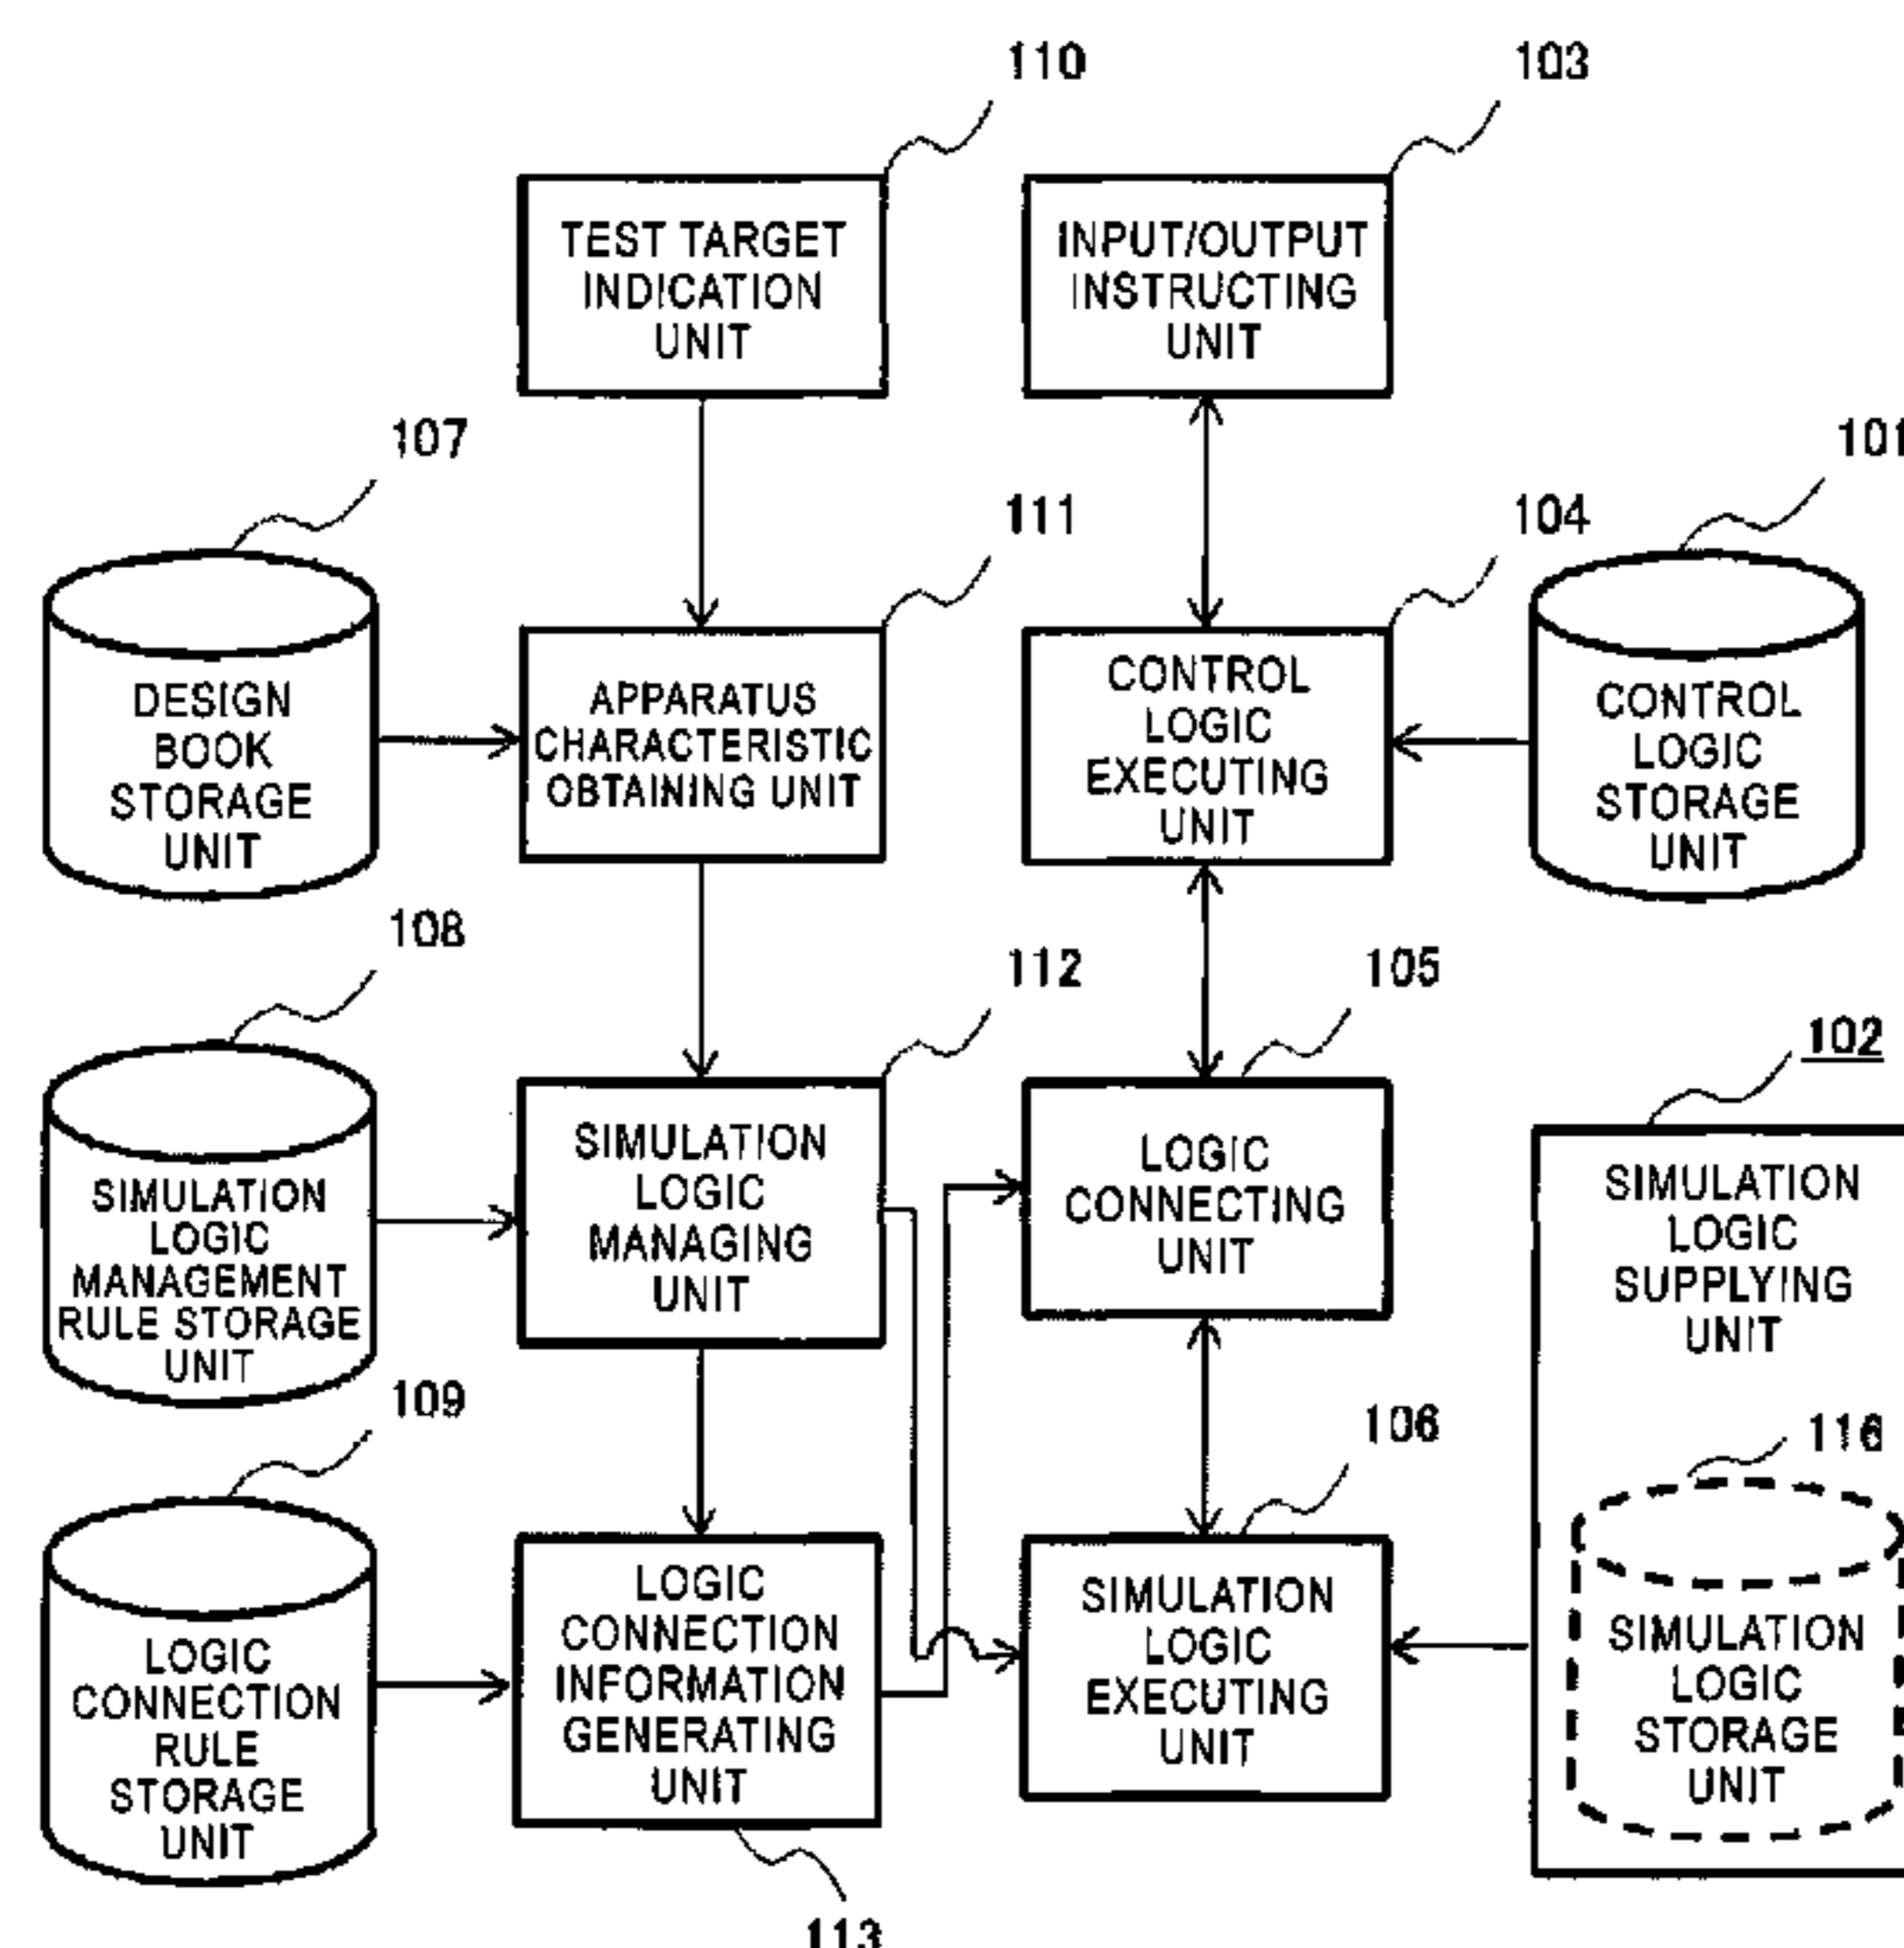 110
103
TEST TARGET
INDICATION
UNIT
INPUT/OUTPUT
INSTRUCTING
UNIT
107
101
111
104
DESIGN
BOOK
STORAGE
UNIT
APPARATUS
CHARACTERISTIC
OBTAINING UNIT
CONTROL
LOGIC
EXECUTING
UNIT
CONTROL
LOGIC
STORAGE
UNIT
108
112
105
102
SIMULATION
LOGIC
MANAGEMENT
RULE STORAGE
UNIT
SIMULATION
LOGIC
MANAGING
UNIT
LOGIC
CONNECTING
UNIT
SIMULATION
LOGIC
SUPPLYING
UNIT
109
106
116
LOGIC
CONNECTION
RULE
STORAGE
UNIT
LOGIC
CONNECTION
INFORMATION
GENERATING
UNIT
SIMULATION
LOGIC
EXECUTING
UNIT
SIMULATION
LOGIC
STORAGE
UNIT
113